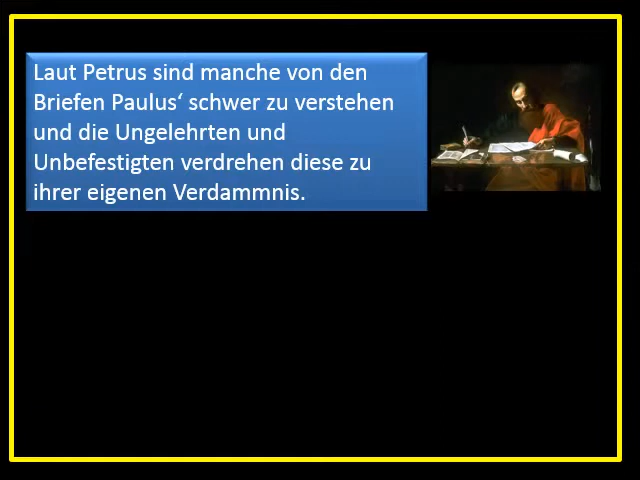 Laut Petrus sind manche von den
Briefen Paulus‘ schwer zu verstehen
und die Ungelehrten und
Unbefestigten verdrehen diese zu
ihrer eigenen Verdammnis.